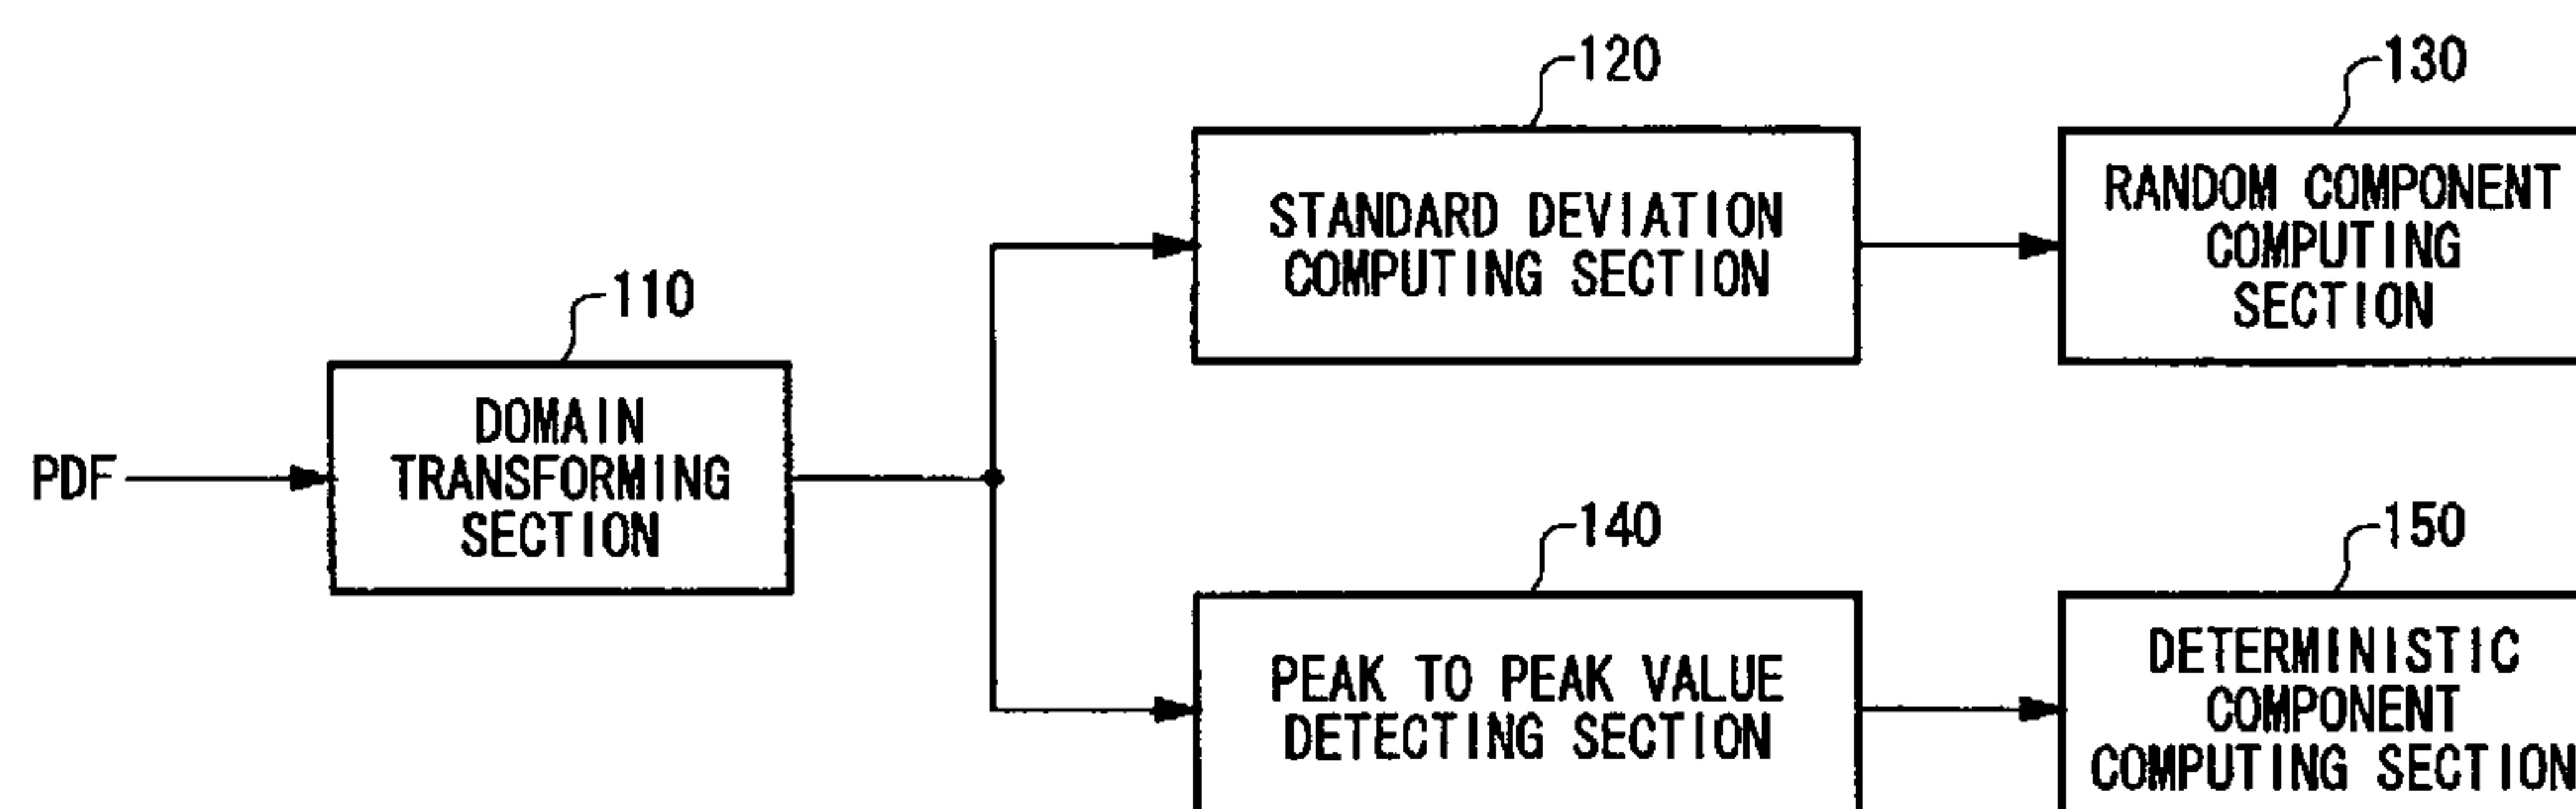 120
130
STANDARD DEVIATION
COMPUTING SECTION
RANDOM COMPONENT
COMPUTING
SECTION
110
DOMAIN
TRANSFORMING
SECTION
PDF
140
150
PEAK TO PEAK VALUE
DETECTING SECTION
DETERMINISTIC
COMPONENT
COMPUTING SECTION